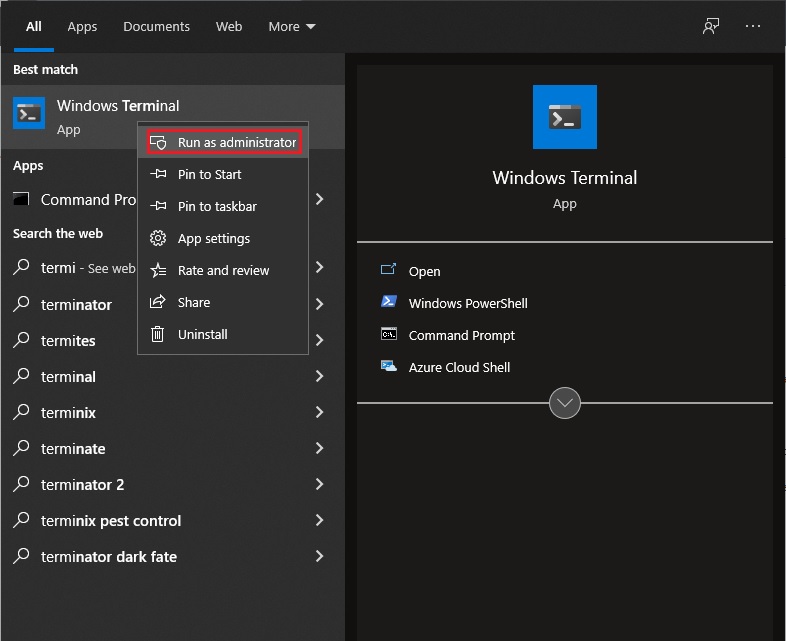 All Apps Documents Web More
Best match
Windows Terminal
App
Apps
Command Pro
Search the web
termi - See web
terminator
termites
terminal
terminix
terminate
terminator 2
terminix pest control
terminator dark fate
Run as administrator
Pin to Start
Pin to taskbar
App settings
Rate and review
Share
Uninstall
Windows Terminal
App
Open
Windows PowerShell
Command Prompt
Azure Cloud Shell